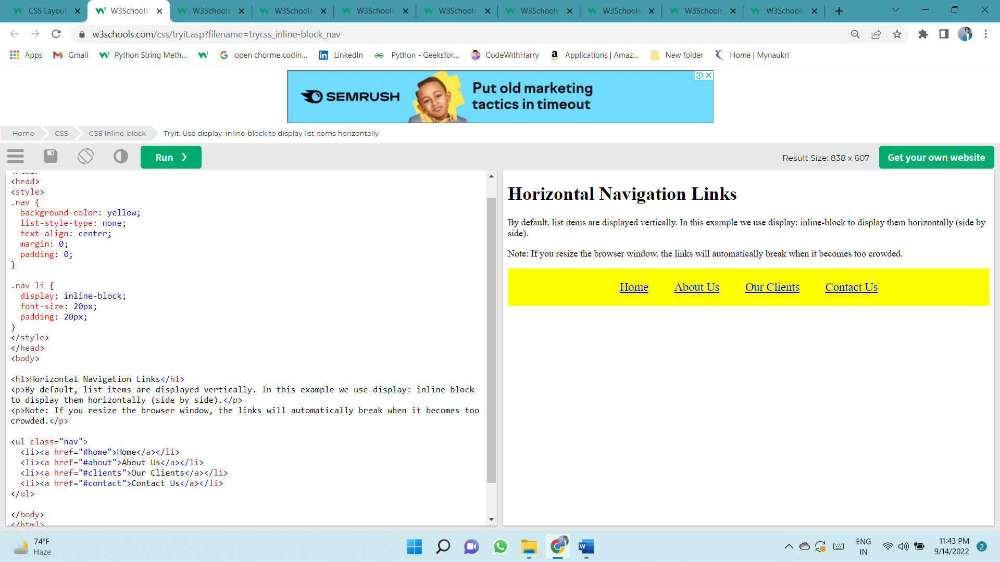 CSS Layout
W3Schools
W3Schools
W3Schools
W3Schools
W3Schools
W3Schools
W3Schools
W3Schools
W3Schools
w3schools.com/css/tryit.asp?filename=trycss_inline-block_nav
Apps
Gmail
Python String Meth...
open chorme codin...
LinkedIn
Python - Geeksfor...
CodeWithHarry
Applications | Amaz...
New folder
Home | Mynaukri
SEMRUSH
Put old marketing
tactics in timeout
Home
CSS
CSS Inline-block
Tryit: Use display: inline-block to display list items horizontally
Run ❯
Result Size: 838 x 607
Get your own website
<html>
<head>
<style>
.nav {
  background-color: yellow;
  list-style-type: none;
  text-align: center;
  margin: 0;
  padding: 0;
}
.nav li {
  display: inline-block;
  font-size: 20px;
  padding: 20px;
}
</style>
</head>
<body>
<h1>Horizontal Navigation Links</h1>
<p>By default, list items are displayed vertically. In this example we use display: inline-block
to display them horizontally (side by side).</p>
<p>Note: If you resize the browser window, the links will automatically break when it becomes too
crowded.</p>
<ul class="nav">
  <li><a href="#home">Home</a></li>
  <li><a href="#about">About Us</a></li>
  <li><a href="#clients">Our Clients</a></li>
  <li><a href="#contact">Contact Us</a></li>
</ul>
</body>
</html>
Horizontal Navigation Links
By default, list items are displayed vertically. In this example we use display: inline-block to display them horizontally (side by
side).
Note: If you resize the browser window, the links will automatically break when it becomes too crowded.
Home About Us Our Clients Contact Us
74°F
Haze
ENG
IN
11:43 PM
9/14/2022
2